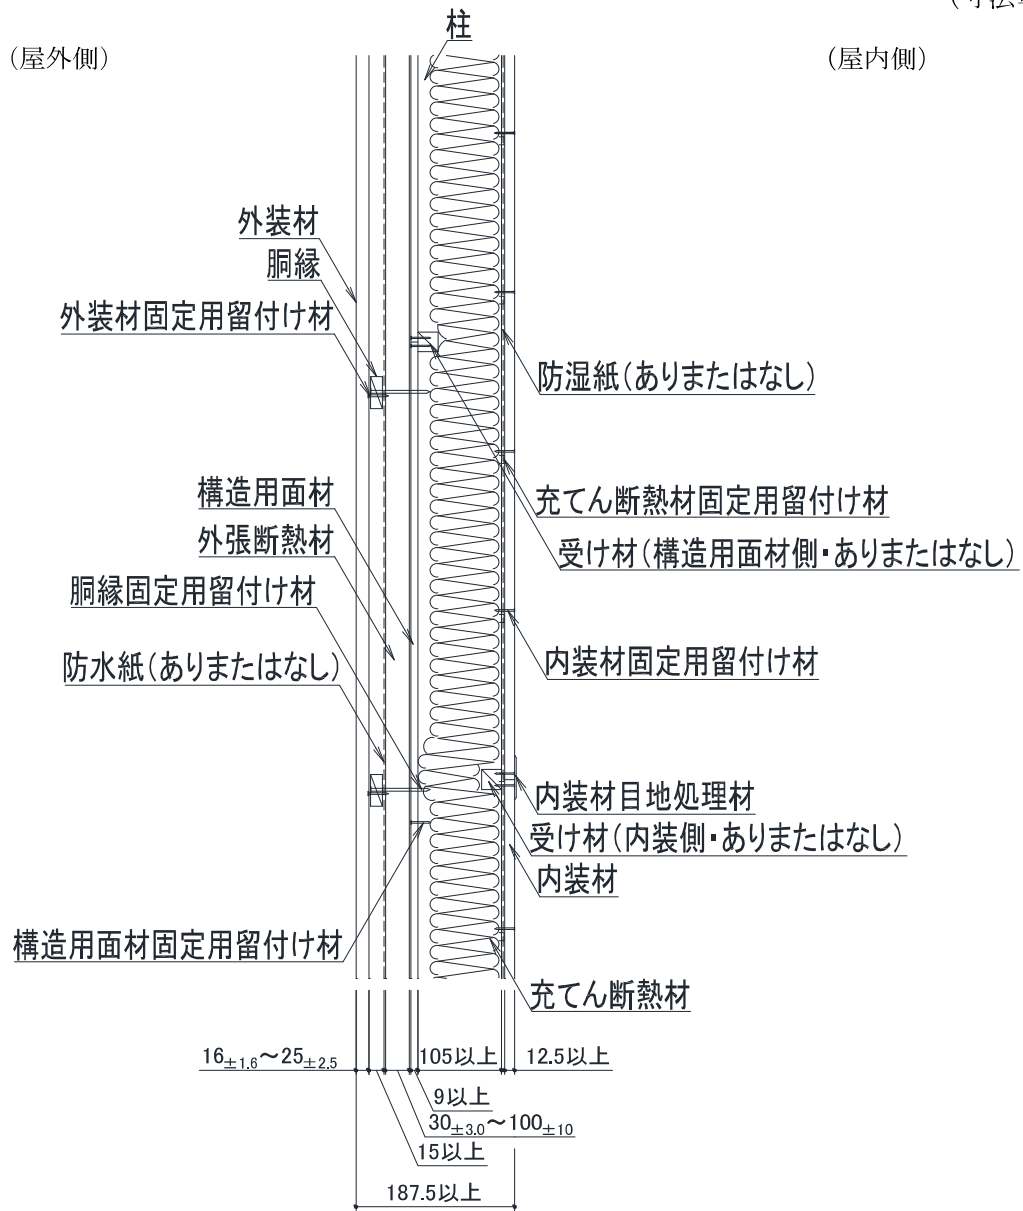 柱
(屋外側)
(屋内側)
外装材
胴縁
外装材固定用留付け材
防湿紙(ありまたはなし)
構造用面材
充てん断熱材固定用留付け材
外張断熱材
受け材(構造用面材側・ありまたはなし)
胴縁固定用留付け材
内装材固定用留付け材
防水紙(ありまたはなし)
内装材目地処理材
受け材(内装側・ありまたはなし)
内装材
構造用面材固定用留付け材
充てん断熱材
16±1.6～25±2.5
105以上
12.5以上
9以上
30±3.0～100±10
15以上
187.5以上